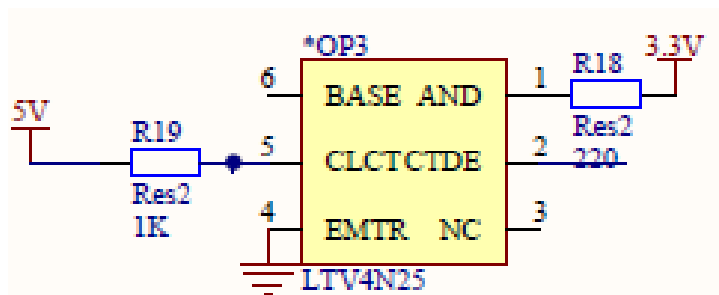 *OP3
5V
R19
Res2
1K
6
5
4
BASE AND
CLCTCTDE
EMTR NC
LTV4N25
1
2
3
R18
Res2
220
3.3V